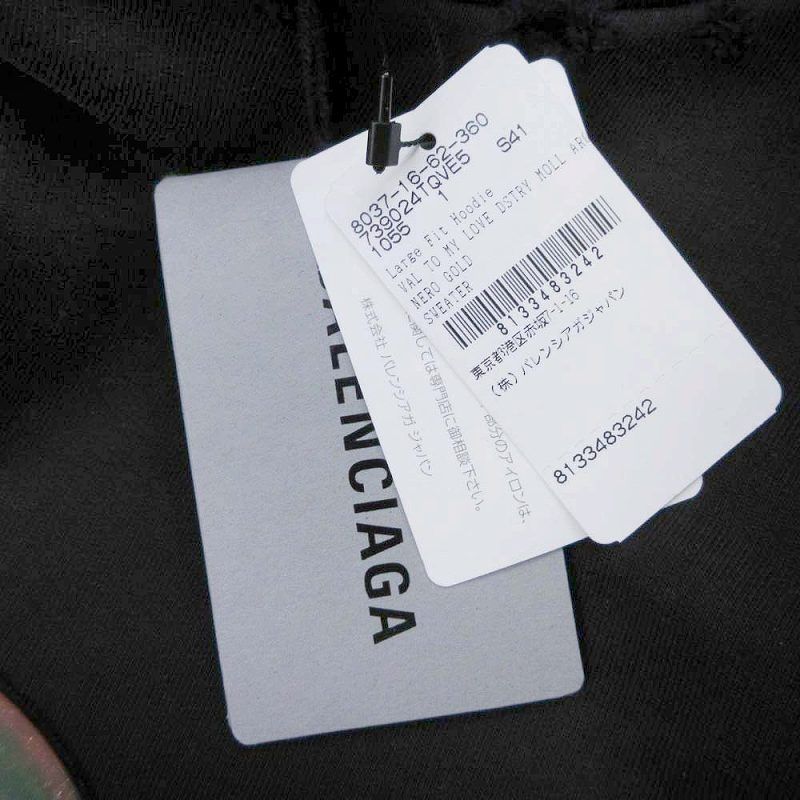 8037-16-62-360
739024TQVE5 S41
1055 1
Large Fit Hoodie
VAL TO MY LOVE DSTRY MOLL AR
NERO GOLD
SWEATER
8133483242
東京都港区赤坂7-1-16
(株)バレンシアガジャパン
8133483242
部分のアイロンは、
関しては専門店に御相談下さい。
株式会社 バレンシアガ ジャパン
ALENCIAGA